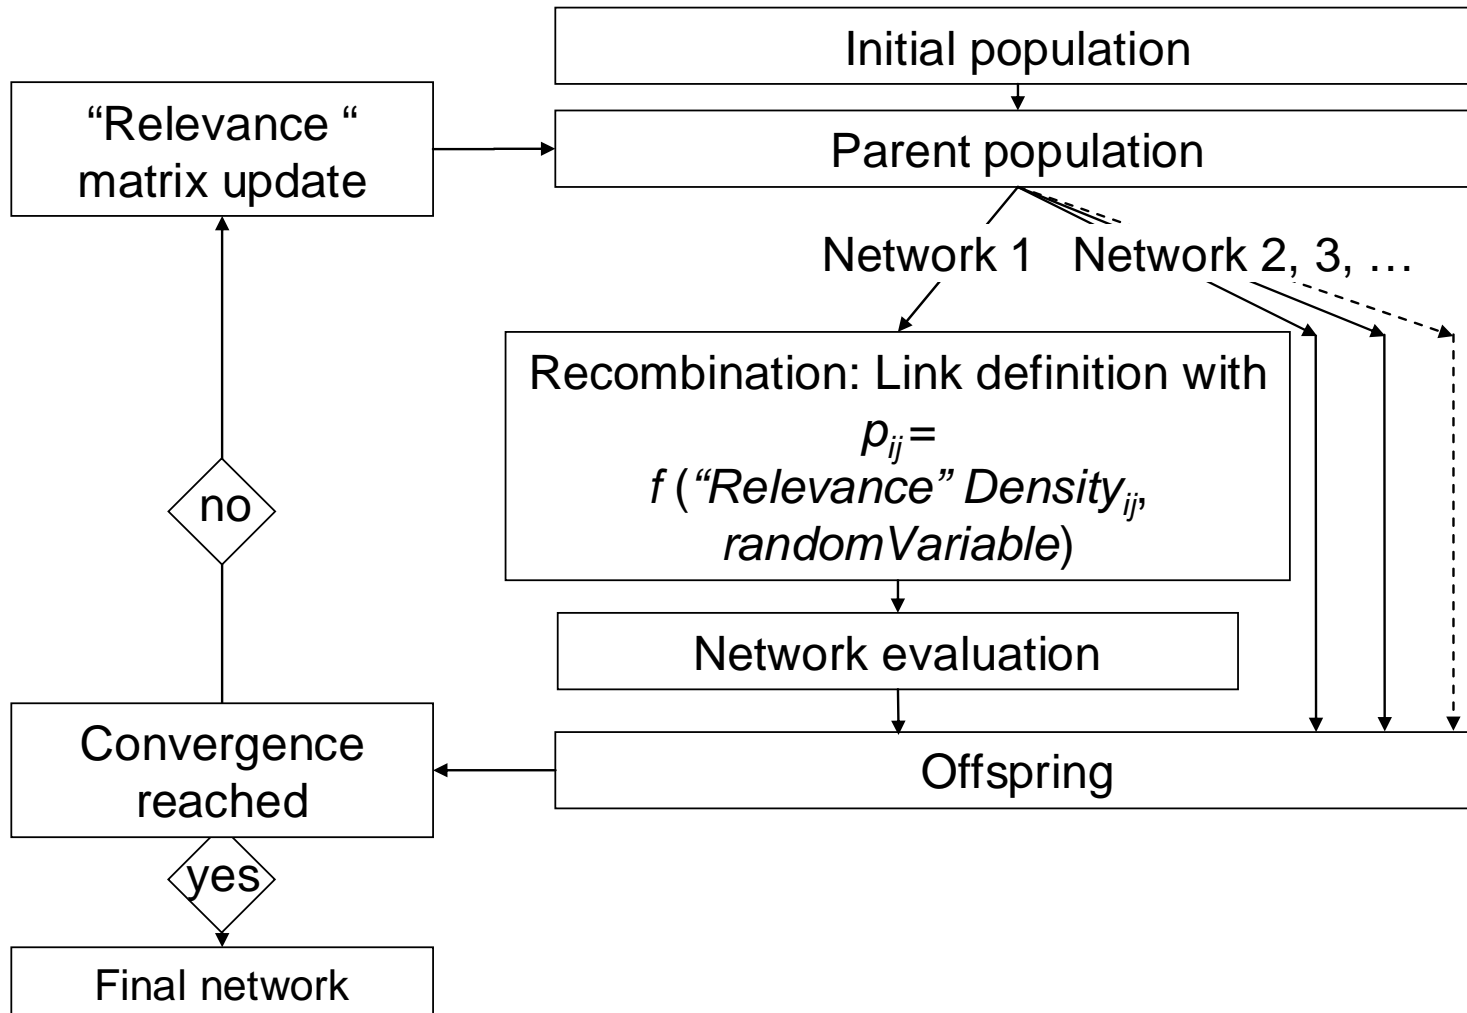 Initial population
“Relevance “
matrix update
Parent population
Network 1
Network 2, 3, …
Recombination: Link definition with
pij =
f (“Relevance” Densityij,
randomVariable)
no
Network evaluation
Convergence
reached
Offspring
yes
Final network